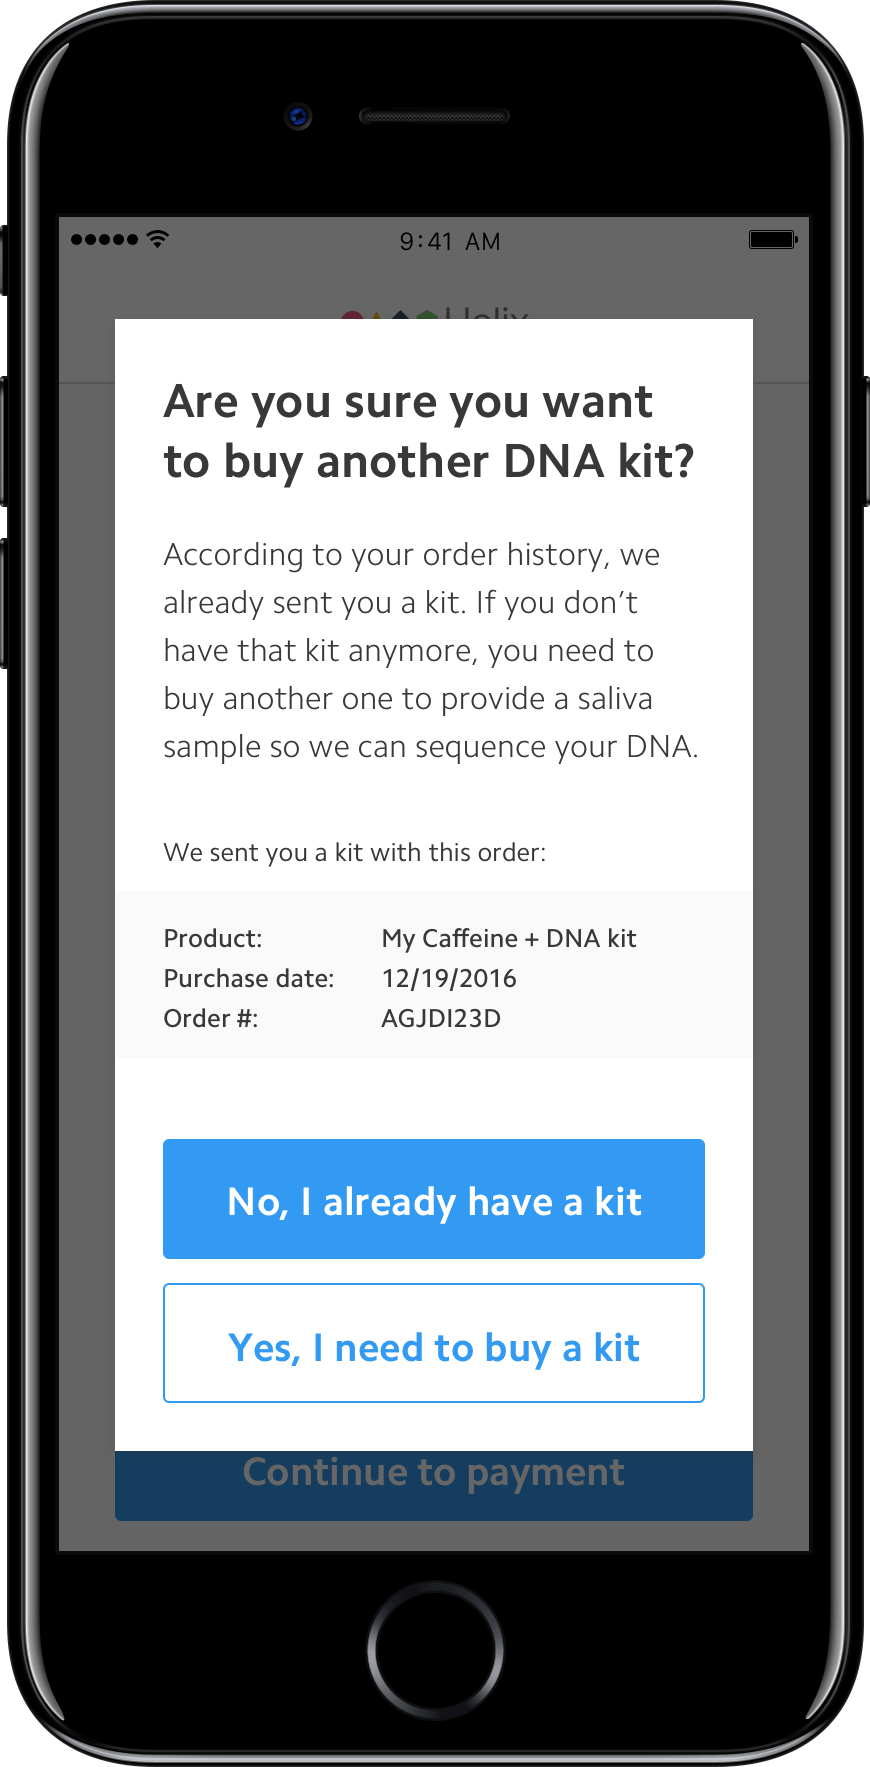 9:41 AM
Helix
Are you sure you want
to buy another DNA kit?
According to your order history, we
already sent you a kit. If you don’t
have that kit anymore, you need to
buy another one to provide a saliva
sample so we can sequence your DNA.
We sent you a kit with this order:
Product: My Caffeine + DNA kit
Purchase date: 12/19/2016
Order #: AGJDI23D
No, I already have a kit
Yes, I need to buy a kit
Continue to payment